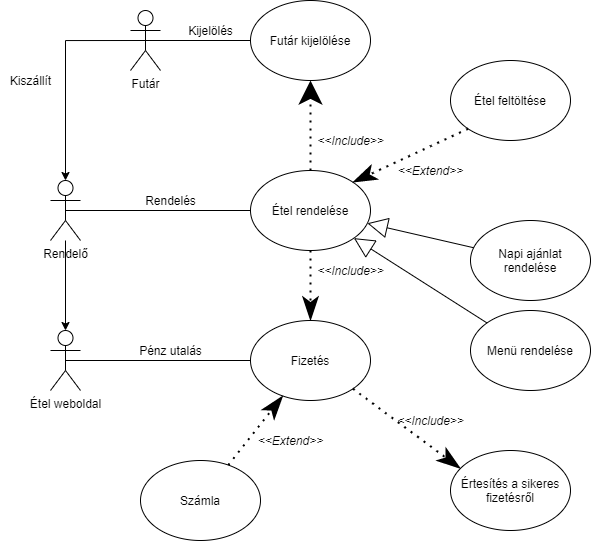 Kijelölés
Futár kijelölése
Kiszállít
Futár
Étel feltöltése
<<Include>>
<<Extend>>
Rendelés
Étel rendelése
Rendelő
Napi ajánlat
rendelése
<<Include>>
Pénz utalás
Fizetés
Menü rendelése
Étel weboldal
<<Include>>
<<Extend>>
Számla
Értesítés a sikeres
fizetésről